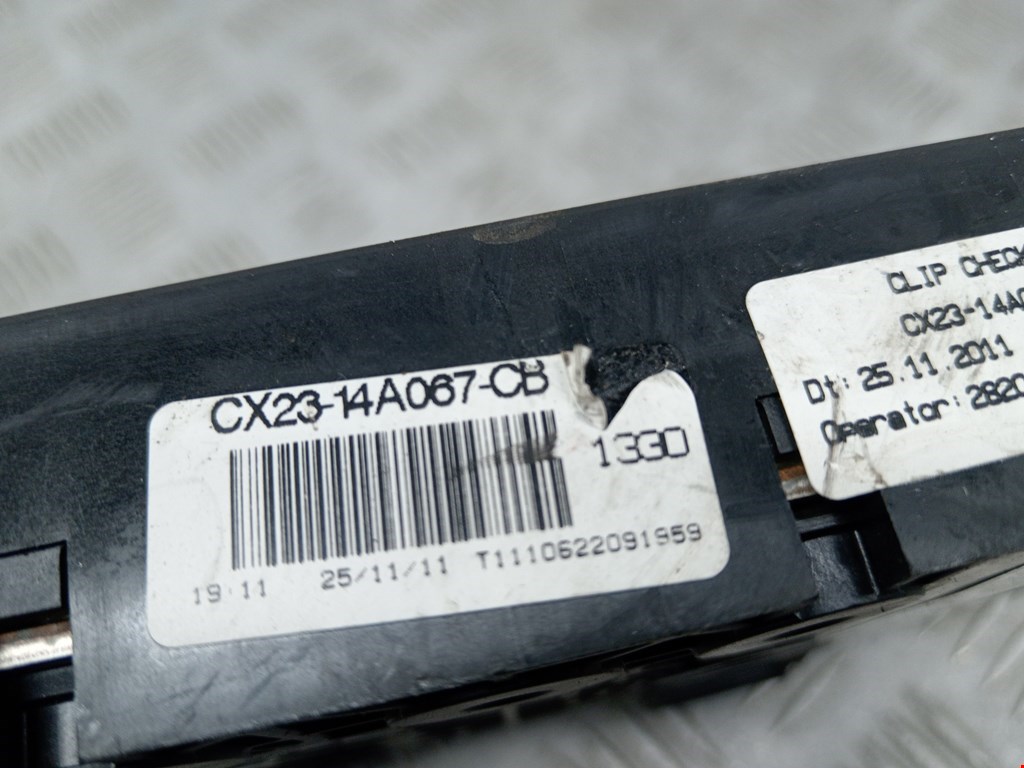 CX23-14A067-CB
1330
19:11 25/11/11 T1110622091959
CLIP CHECK
CX23-14A0
Dt: 25.11.2011
Operator: 2820